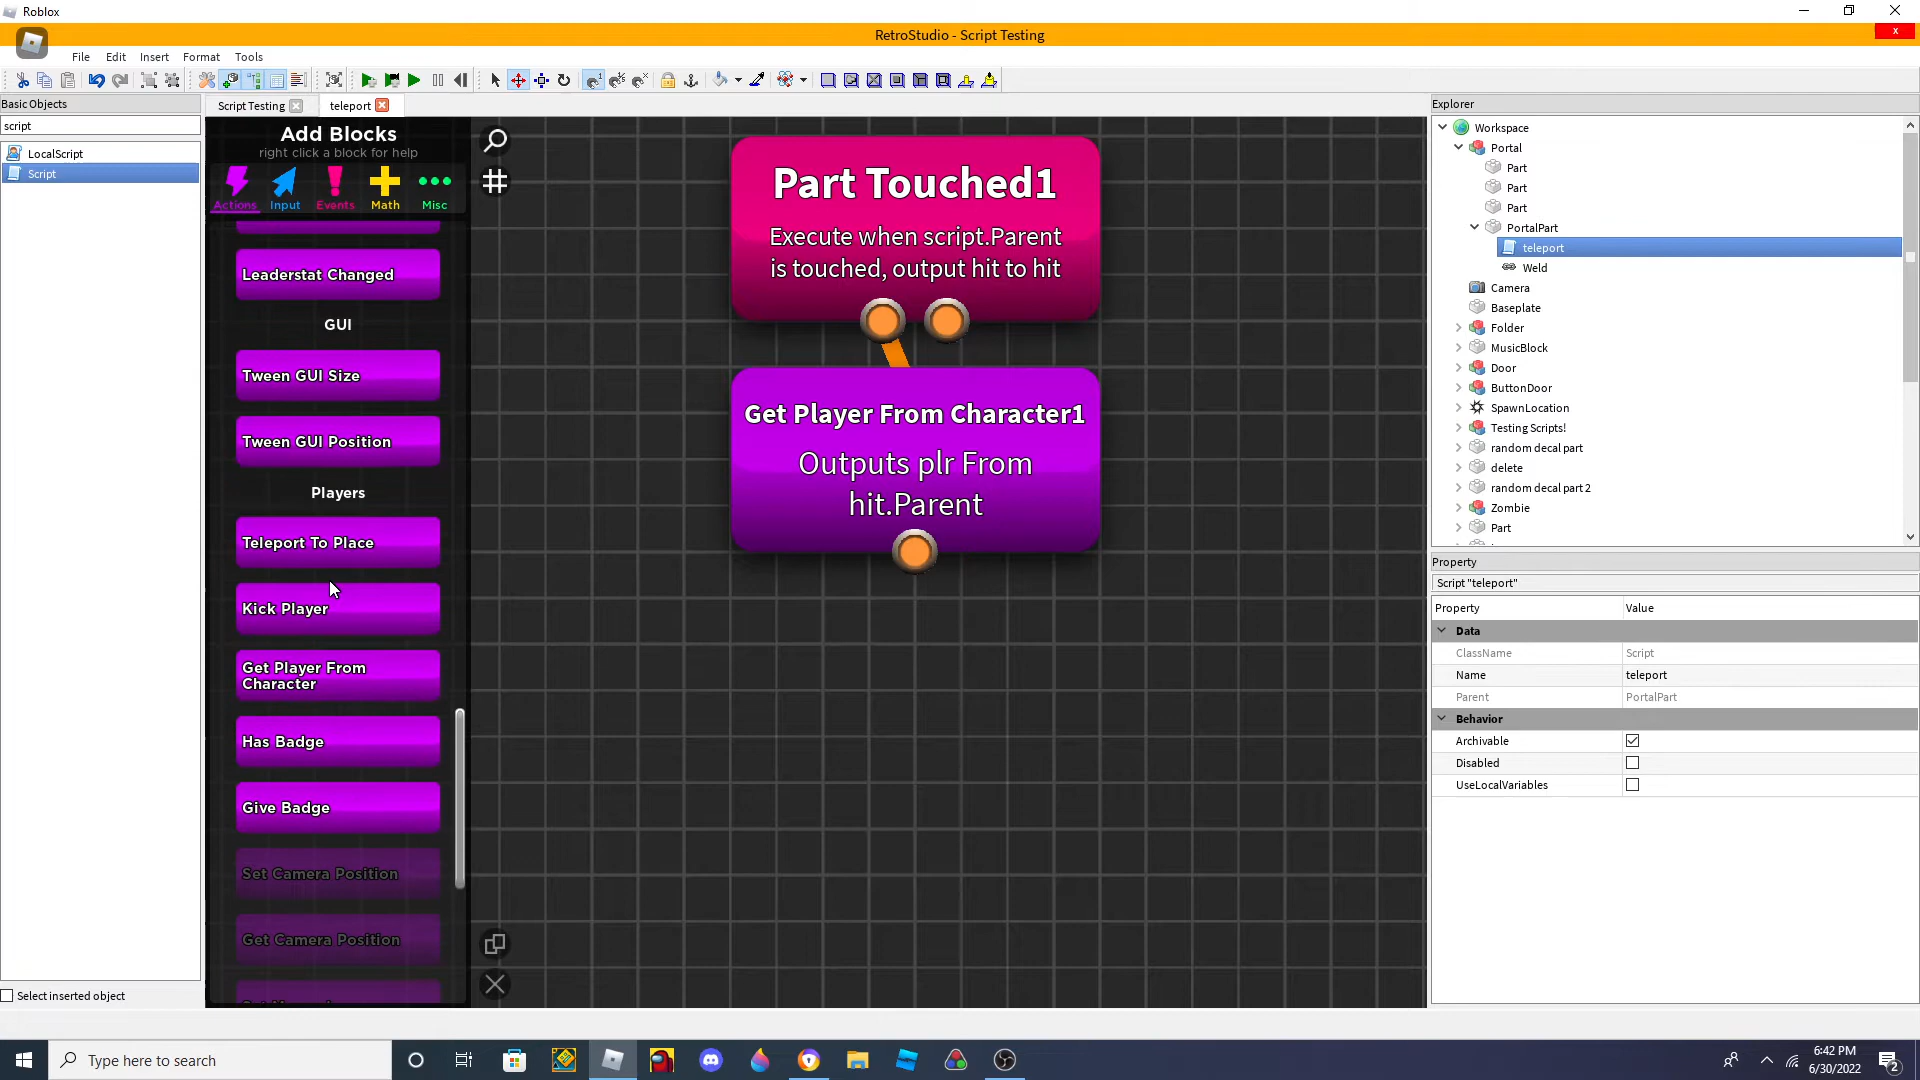 Roblox
RetroStudio - Script Testing
x
File Edit Insert Format Tools
Basic Objects
script
LocalScript
Script
Select inserted object
Script Testing
teleport
Add Blocks
right click a block for help
Actions Input Events Math Misc
Leaderstat Changed
GUI
Tween GUI Size
Tween GUI Position
Players
Teleport To Place
Kick Player
Get Player From
Character
Has Badge
Give Badge
Set Camera Position
Get Camera Position
Part Touched1
Execute when script.Parent
is touched, output hit to hit
Get Player From Character1
Outputs plr From
hit.Parent
Explorer
Workspace
Portal
Part
Part
Part
PortalPart
teleport
Weld
Camera
Baseplate
Folder
MusicBlock
Door
ButtonDoor
SpawnLocation
Testing Scripts!
random decal part
delete
random decal part 2
Zombie
Part
Property
Script "teleport"
Property Value
Data
ClassName Script
Name teleport
Parent PortalPart
Behavior
Archivable
Disabled
UseLocalVariables
Type here to search
6:42 PM
6/30/2022
2